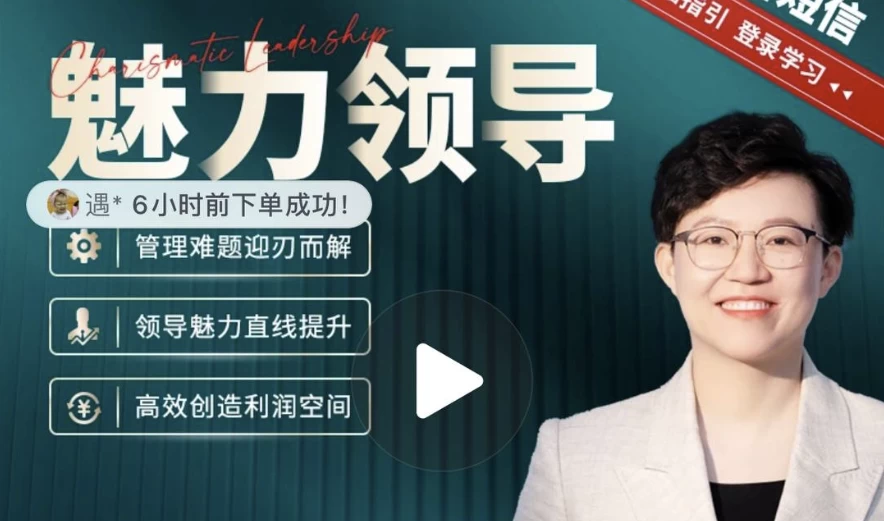 短信
指引 登录学习
Charismatic Leadership
魅力领导
遇* 6小时前下单成功!
管理难题迎刃而解
领导魅力直线提升
高效创造利润空间